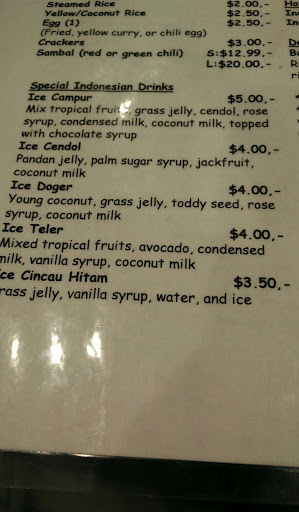 Steamed Rice $2.00,-
Yellow/Coconut Rice $2.50,-
Egg (1) $2.50,-
(Fried, yellow curry, or chili egg)
Crackers $3.00,-
Sambal (red or green chili) S:$12.99,-
L:$20.00,-
Special Indonesian Drinks
Ice Campur $5.00,-
Mix tropical fruits, grass jelly, cendol, rose
syrup, condensed milk, coconut milk, topped
with chocolate syrup
Ice Cendol $4.00,-
Pandan jelly, palm sugar syrup, jackfruit,
coconut milk
Ice Doger $4.00,-
Young coconut, grass jelly, toddy seed, rose
syrup, coconut milk
Ice Teler $4.00,-
Mixed tropical fruits, avocado, condensed
milk, vanilla syrup, coconut milk
Ice Cincau Hitam $3.50,-
rass jelly, vanilla syrup, water, and ice